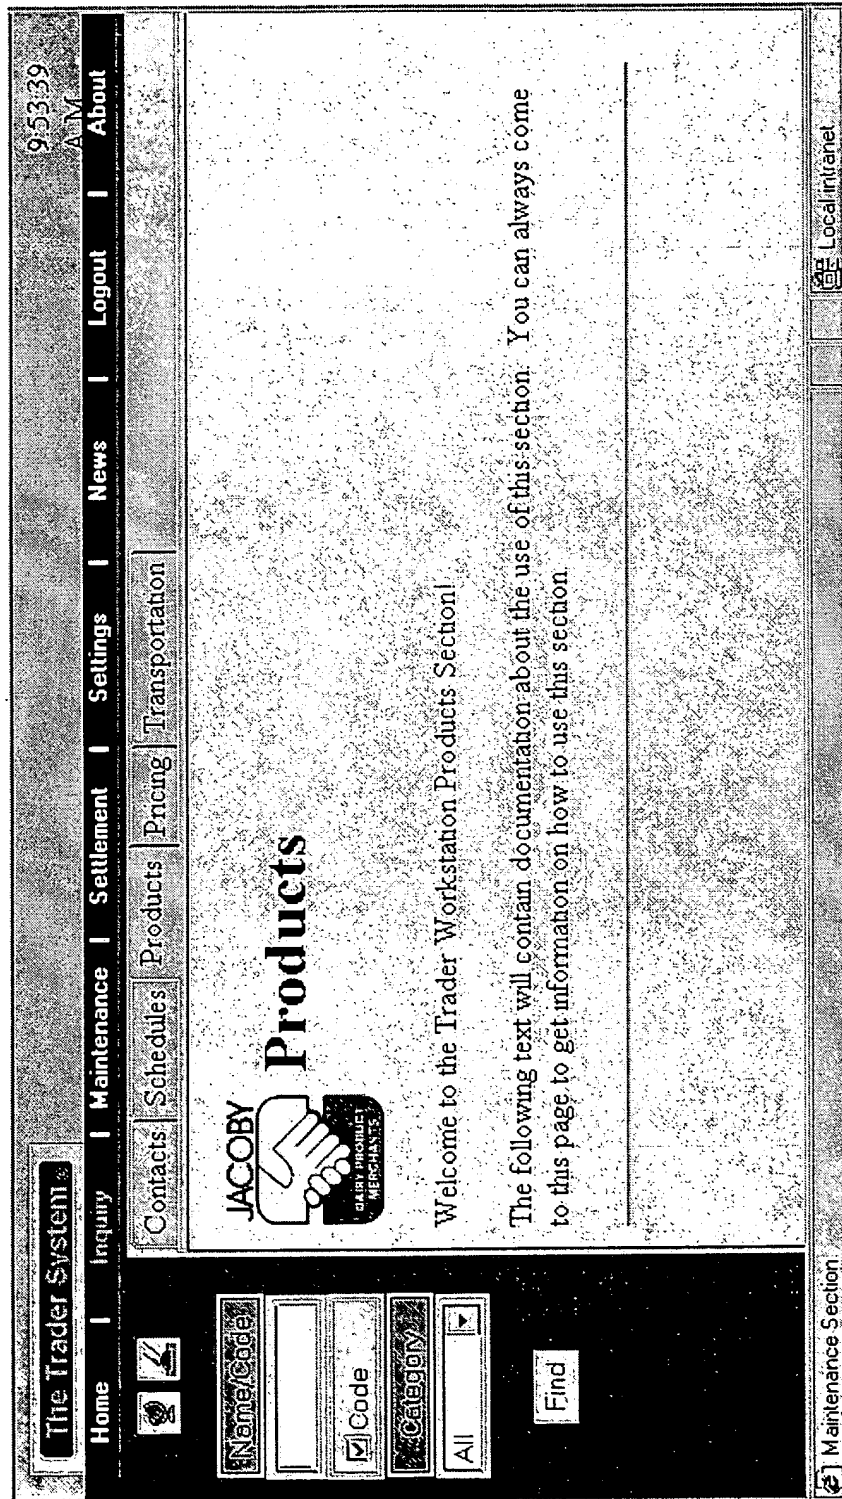 The Trader System
9:53:39
A M
Home | Inquiry | Maintenance | Settlement | Settings | News | Logout | About
Contacts Schedules Products Pricing Transportation
Name/Code
Code
Category
All
Find
JACOBY
DAIRY PRODUCT
MERCHANTS
Products
Welcome to the Trader Workstation Products Section!
The following text will contain documentation about the use of this section. You can always come
to this page to get information on how to use this section.
Maintenance Section
Local intranet